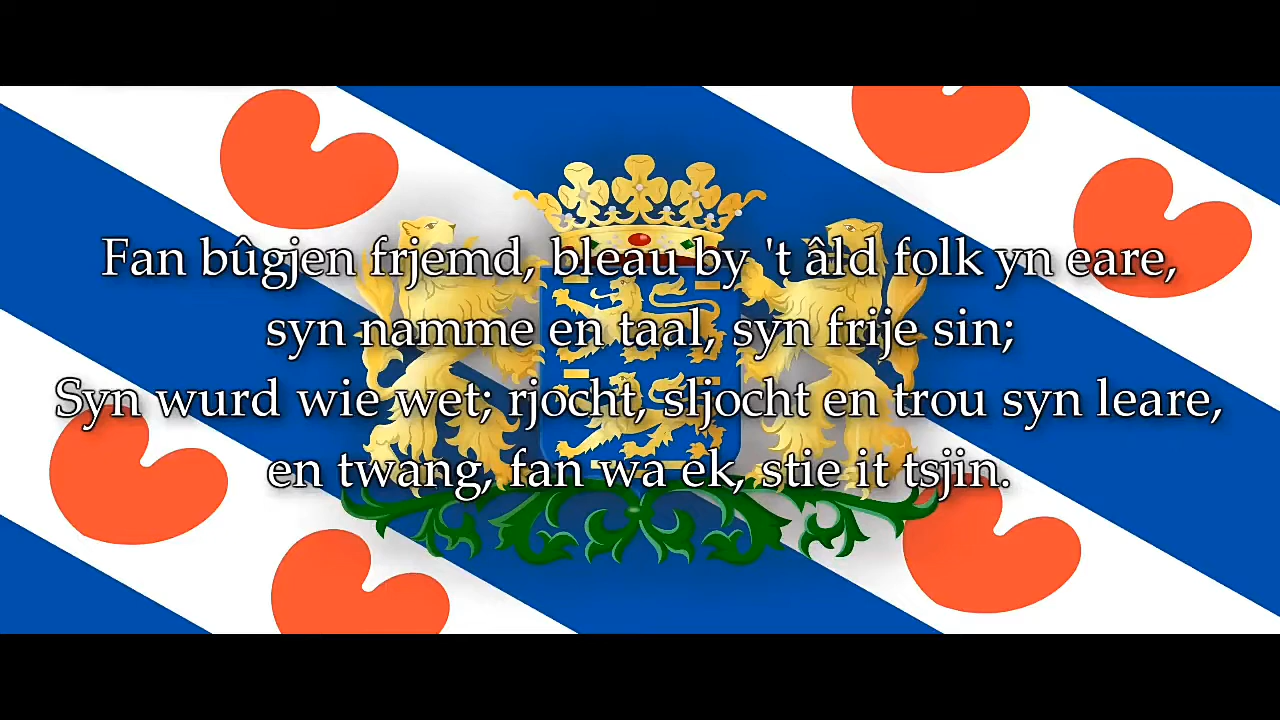 Fan bûgjen frjemd, bleau by 't âld folk yn eare,
syn namme en taal, syn frije sin;
Syn wurd wie wet; rjocht, sljocht en trou syn leare,
en twang, fan wa ek, stie it tsjin.